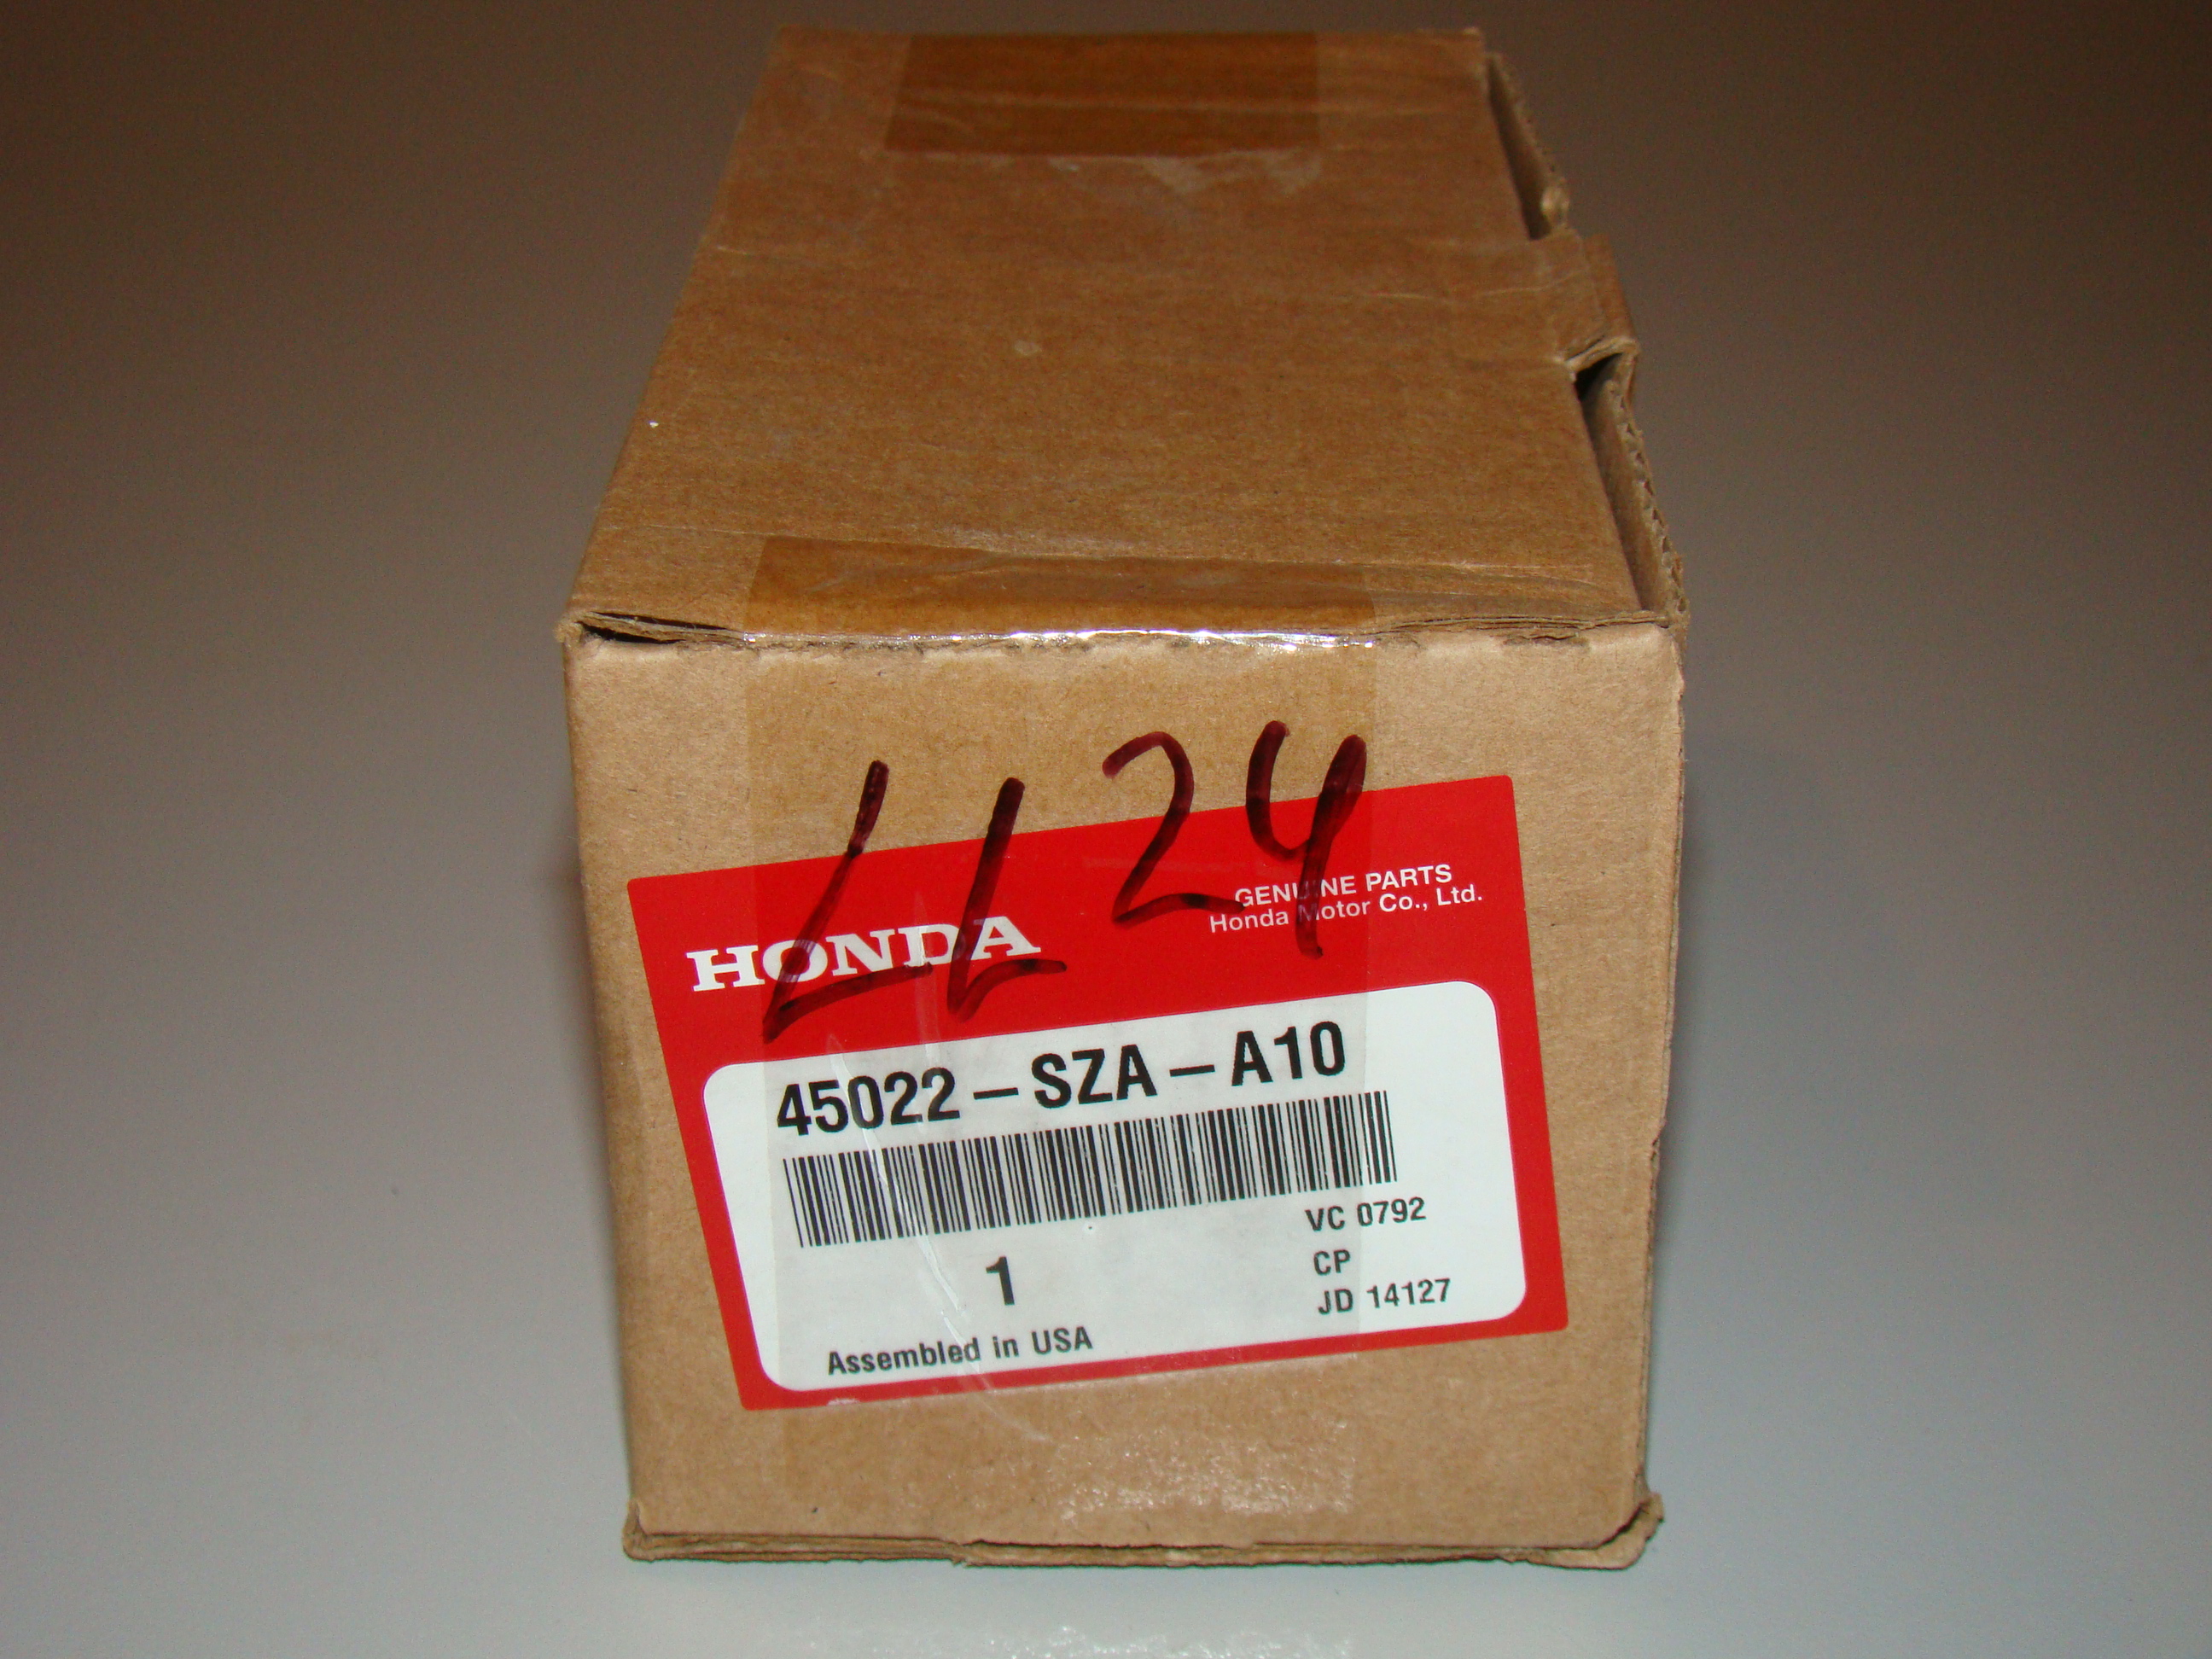 LL24
HONDA
GENUINE PARTS
Honda Motor Co., Ltd.
45022-SZA-A10
1
VC 0792
CP
JD 14127
Assembled in USA